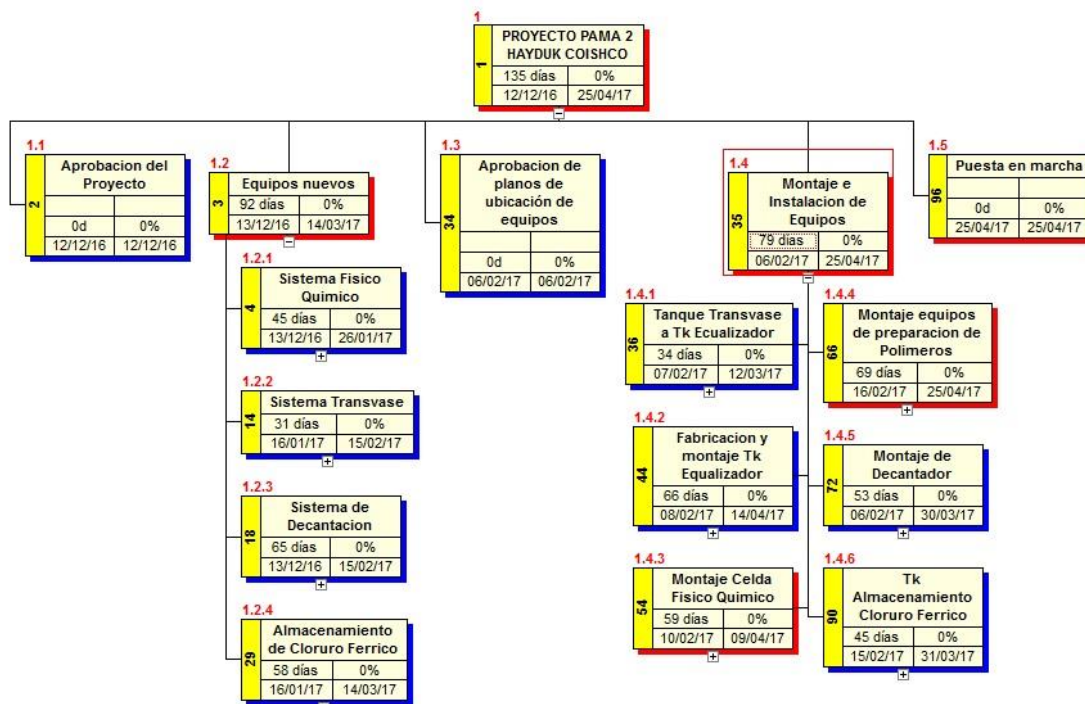 1
PROYECTO PAMA 2
HAYDUK COISHCO
1
135 días 0%
12/12/16 25/04/17
1.1
Aprobacion del
Proyecto
2
0d 0%
12/12/16 12/12/16
1.2
Equipos nuevos
3
92 días 0%
13/12/16 14/03/17
1.2.1
Sistema Fisico
Quimico
4
45 días 0%
13/12/16 26/01/17
1.2.2
Sistema Transvase
14
31 días 0%
16/01/17 15/02/17
1.2.3
Sistema de
Decantacion
18
65 días 0%
13/12/16 15/02/17
1.2.4
Almacenamiento
de Cloruro Ferrico
29
58 días 0%
16/01/17 14/03/17
1.3
Aprobacion de
planos de
ubicación de
equipos
34
0d 0%
06/02/17 06/02/17
1.4
Montaje e
Instalacion de
Equipos
35
79 días 0%
06/02/17 25/04/17
1.4.1
Tanque Transvase
a Tk Ecualizador
36
34 días 0%
07/02/17 12/03/17
1.4.2
Fabricacion y
montaje Tk
Equalizador
44
66 días 0%
08/02/17 14/04/17
1.4.3
Montaje Celda
Fisico Quimico
54
59 días 0%
10/02/17 09/04/17
1.4.4
Montaje equipos
de preparacion de
Polimeros
66
69 días 0%
16/02/17 25/04/17
1.4.5
Montaje de
Decantador
72
53 días 0%
06/02/17 30/03/17
1.4.6
Tk
Almacenamiento
Cloruro Ferrico
90
45 días 0%
15/02/17 31/03/17
1.5
Puesta en marcha
96
0d 0%
25/04/17 25/04/17